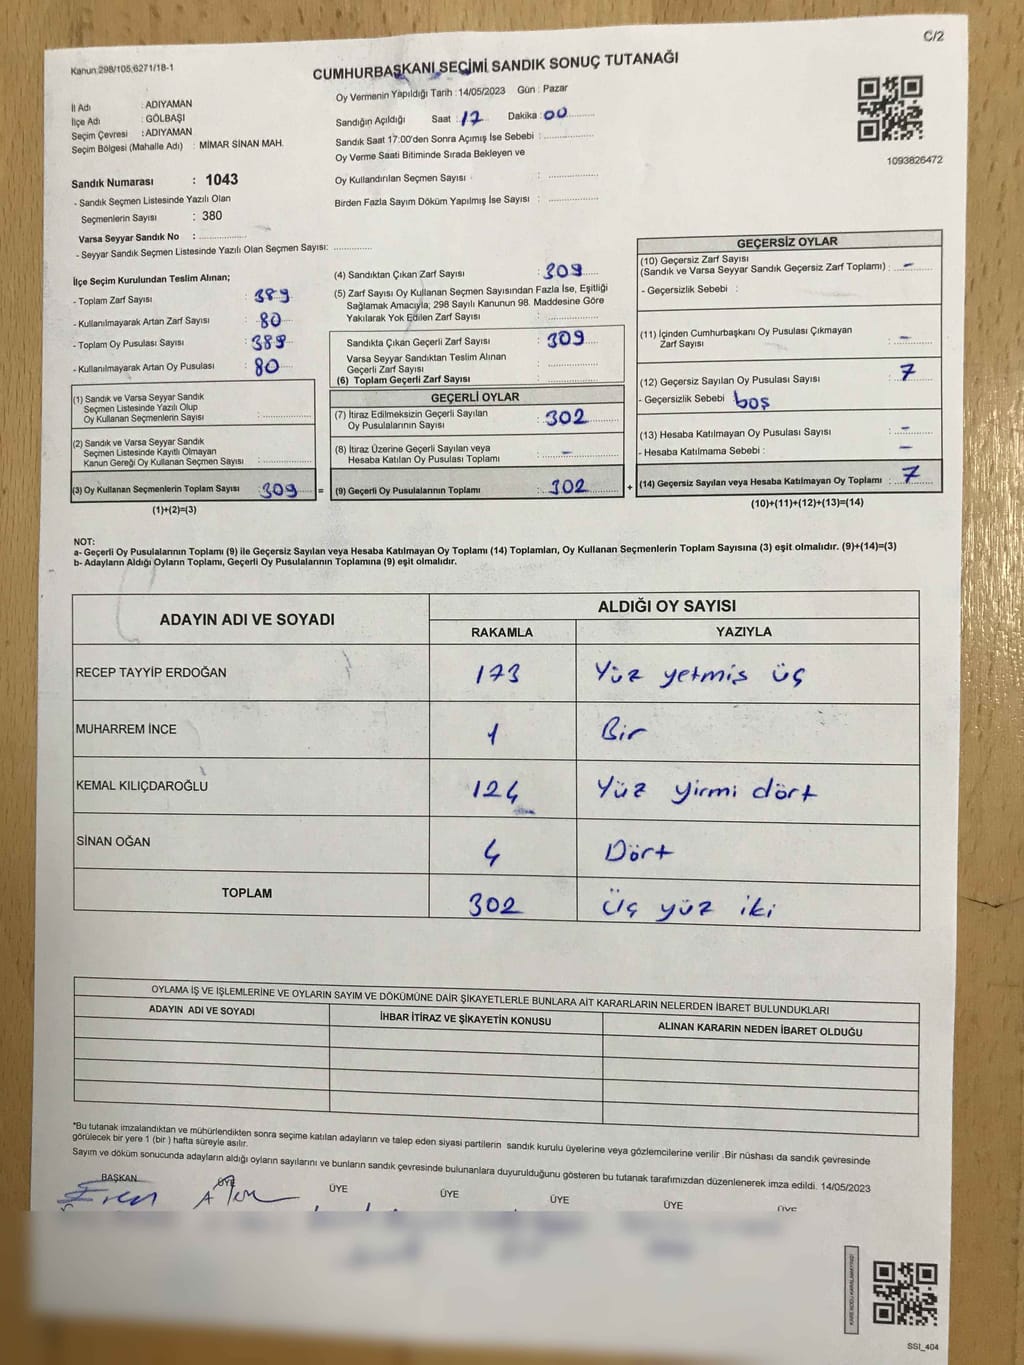 C/2
Kanun 298/105,6271/18-1
CUMHURBAŞKANI SEÇİMİ SANDIK SONUÇ TUTANAĞI
İl Adı : ADIYAMAN
İlçe Adı : GÖLBAŞI
Seçim Çevresi : ADIYAMAN
Seçim Bölgesi (Mahalle Adı) : MİMAR SİNAN MAH.
Sandık Numarası : 1043
- Sandık Seçmen Listesinde Yazılı Olan
Seçmenlerin Sayısı : 380
Varsa Seyyar Sandık No :
- Seyyar Sandık Seçmen Listesinde Yazılı Olan Seçmen Sayısı:
Oy Vermenin Yapıldığı Tarih : 14/05/2023 Gün : Pazar
Sandığın Açıldığı Saat : 17 Dakika : 00
Sandık Saat 17:00'den Sonra Açımış İse Sebebi :
Oy Verme Saati Bitiminde Sırada Bekleyen ve
Oy Kullandırılan Seçmen Sayısı :
Birden Fazla Sayım Döküm Yapılmış İse Sayısı :
1093826472
İlçe Seçim Kurulundan Teslim Alınan;
- Toplam Zarf Sayısı : 389
- Kullanılmayarak Artan Zarf Sayısı : 80
- Toplam Oy Pusulası Sayısı : 389
- Kullanılmayarak Artan Oy Pusulası : 80
(1) Sandık ve Varsa Seyyar Sandık
Seçmen Listesinde Yazılı Olup
Oy Kullanan Seçmenlerin Sayısı :
(2) Sandık ve Varsa Seyyar Sandık
Seçmen Listesinde Kayıtlı Olmayan
Kanun Gereği Oy Kullanan Seçmen Sayısı :
(3) Oy Kullanan Seçmenlerin Toplam Sayısı : 309 =
(1)+(2)=(3)
(4) Sandıktan Çıkan Zarf Sayısı : 309
(5) Zarf Sayısı Oy Kullanan Seçmen Sayısından Fazla İse, Eşitliği
Sağlamak Amacıyla; 298 Sayılı Kanunun 98. Maddesine Göre
Yakılarak Yok Edilen Zarf Sayısı :
Sandıkta Çıkan Geçerli Zarf Sayısı : 309
Varsa Seyyar Sandıktan Teslim Alınan
Geçerli Zarf Sayısı :
(6) Toplam Geçerli Zarf Sayısı :
GEÇERLİ OYLAR
(7) İtiraz Edilmeksizin Geçerli Sayılan
Oy Pusulalarının Sayısı : 302
(8) İtiraz Üzerine Geçerli Sayılan veya
Hesaba Katılan Oy Pusulası Toplamı : -
(9) Geçerli Oy Pusulalarının Toplamı : 302 +
GEÇERSİZ OYLAR
(10) Geçersiz Zarf Sayısı
(Sandık ve Varsa Seyyar Sandık Geçersiz Zarf Toplamı) : -
- Geçersizlik Sebebi :
(11) İçinden Cumhurbaşkanı Oy Pusulası Çıkmayan
Zarf Sayısı : -
(12) Geçersiz Sayılan Oy Pusulası Sayısı : 7
- Geçersizlik Sebebi boş
(13) Hesaba Katılmayan Oy Pusulası Sayısı : -
- Hesaba Katılmama Sebebi : -
(14) Geçersiz Sayılan veya Hesaba Katılmayan Oy Toplamı : 7
(10)+(11)+(12)+(13)=(14)
NOT:
a- Geçerli Oy Pusulalarının Toplamı (9) ile Geçersiz Sayılan veya Hesaba Katılmayan Oy Toplamı (14) Toplamları, Oy Kullanan Seçmenlerin Toplam Sayısına (3) eşit olmalıdır. (9)+(14)=(3)
b- Adayların Aldığı Oyların Toplamı, Geçerli Oy Pusulalarının Toplamına (9) eşit olmalıdır.
ADAYIN ADI VE SOYADI ALDIĞI OY SAYISI
RAKAMLA YAZIYLA
RECEP TAYYİP ERDOĞAN 173 Yüz yetmiş üç
MUHARREM İNCE 1 Bir
KEMAL KILIÇDAROĞLU 124 Yüz yirmi dört
SİNAN OĞAN 4 Dört
TOPLAM 302 Üç yüz iki
OYLAMA İŞ VE İŞLEMLERİNE VE OYLARIN SAYIM VE DÖKÜMÜNE DAİR ŞİKAYETLERLE BUNLARA AİT KARARLARIN NELERDEN İBARET BULUNDUKLARI
ADAYIN ADI VE SOYADI İHBAR İTİRAZ VE ŞİKAYETİN KONUSU ALINAN KARARIN NEDEN İBARET OLDUĞU
*Bu tutanak imzalandıktan ve mühürlendikten sonra seçime katılan adayların ve talep eden siyasi partilerin sandık kurulu üyelerine veya gözlemcilerine verilir .Bir nüshası da sandık çevresinde
görülecek bir yere 1 (bir ) hafta süreyle asılır.
Sayım ve döküm sonucunda adayların aldığı oyların sayılarını ve bunların sandık çevresinde bulunanlara duyurulduğunu gösteren bu tutanak tarafımızdan düzenlenerek imza edildi. 14/05/2023
BAŞKAN ÜYE ÜYE ÜYE ÜYE ÜYE ÜYE
SSI_404